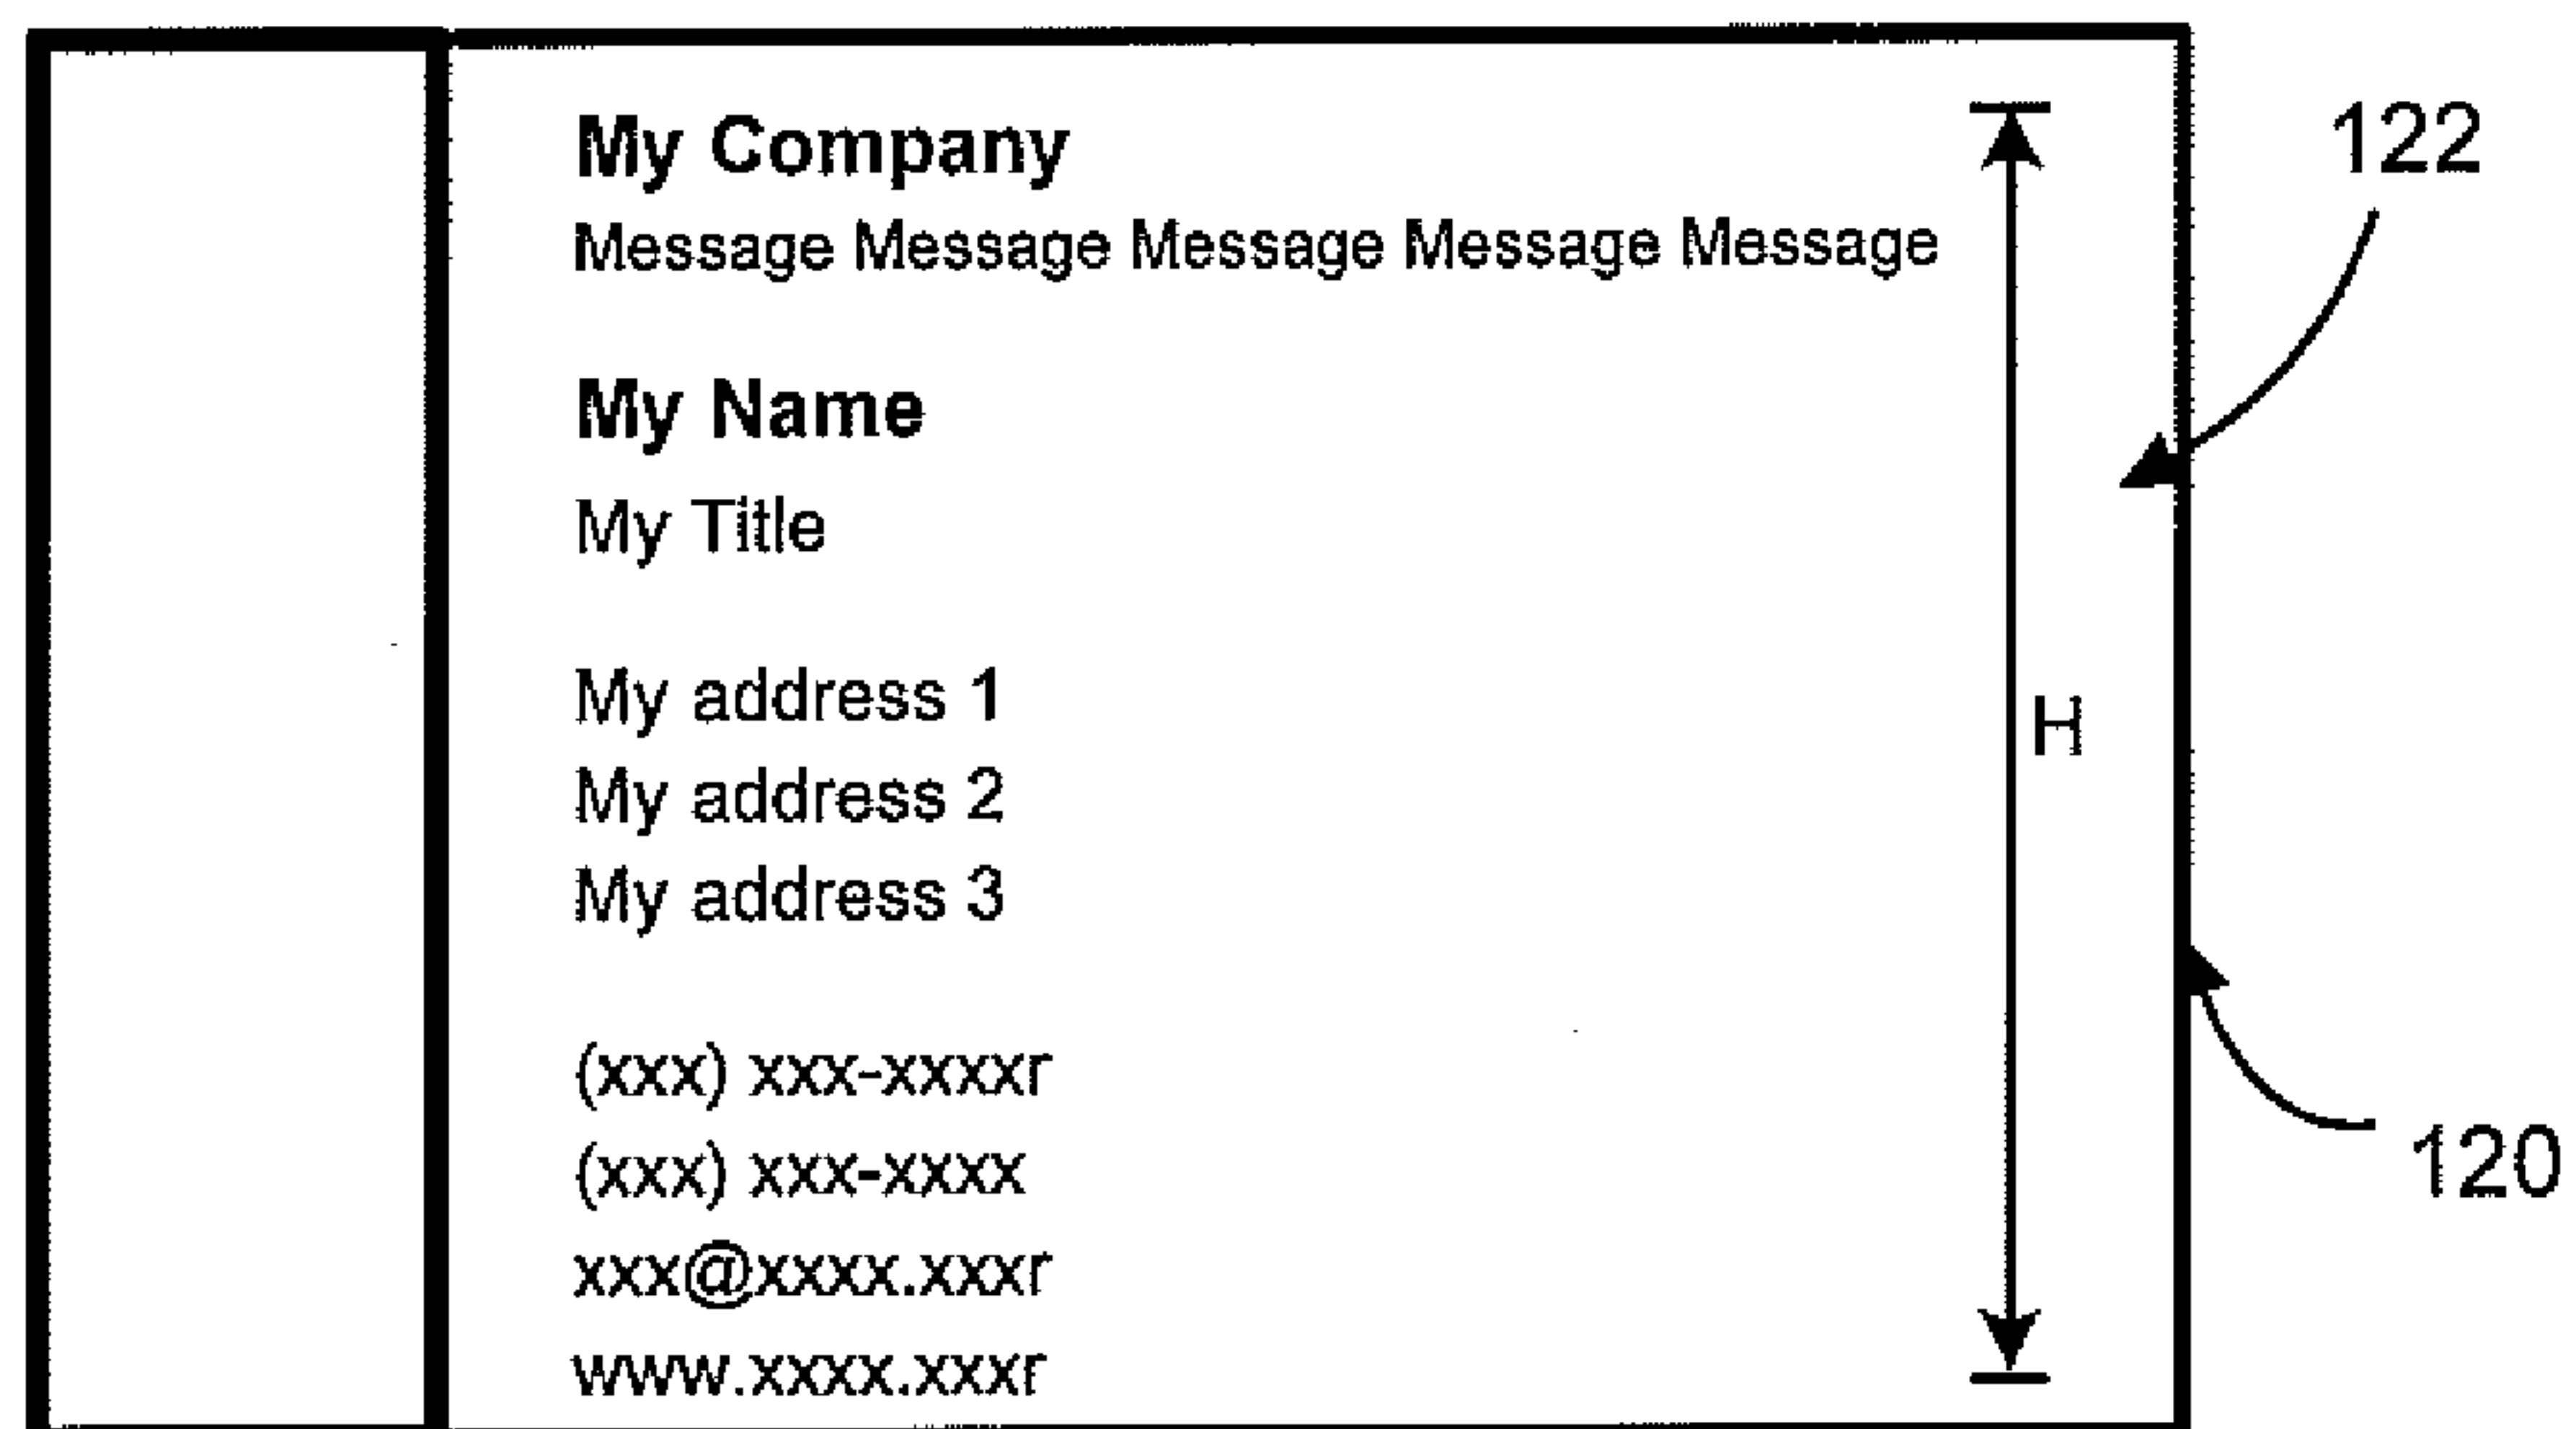 My Company
Message Message Message Message Message
My Name
My Title
My address 1
My address 2
My address 3
(xxx) xxx-xxxxr
(xxx) xxx-xxxx
xxx@xxxx.xxxr
www.xxxx.xxxr
H
122
120